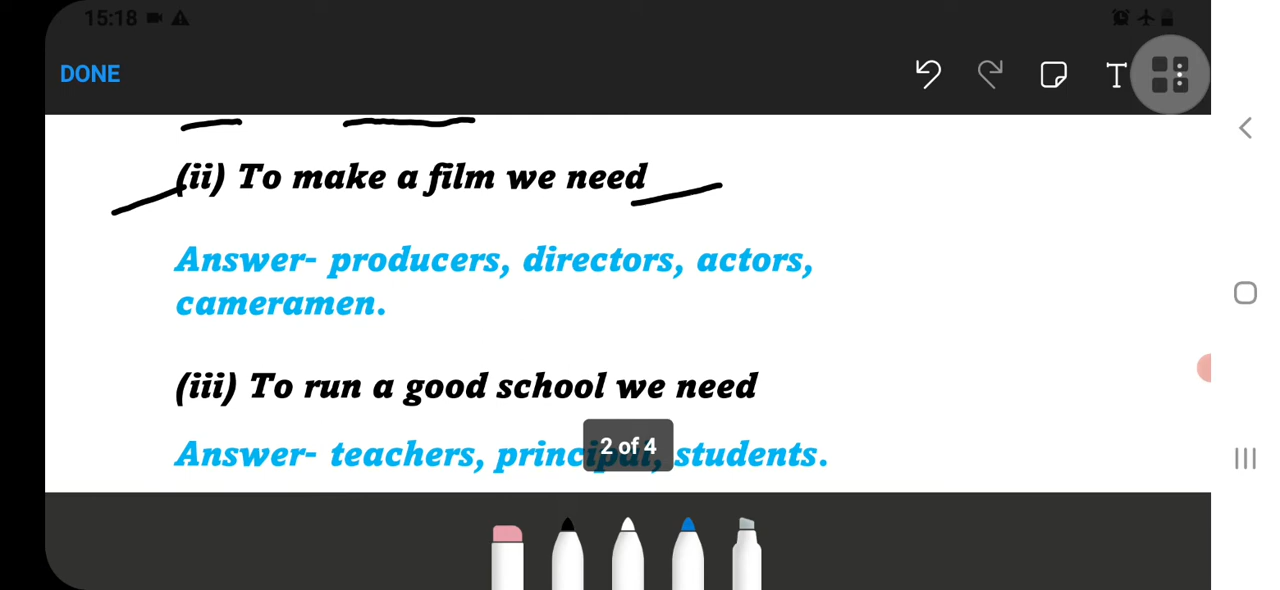 15:18
DONE
T
(ii) To make a film we need
Answer- producers, directors, actors,
cameramen.
(iii) To run a good school we need
2 of 4
Answer- teachers, principal, students.